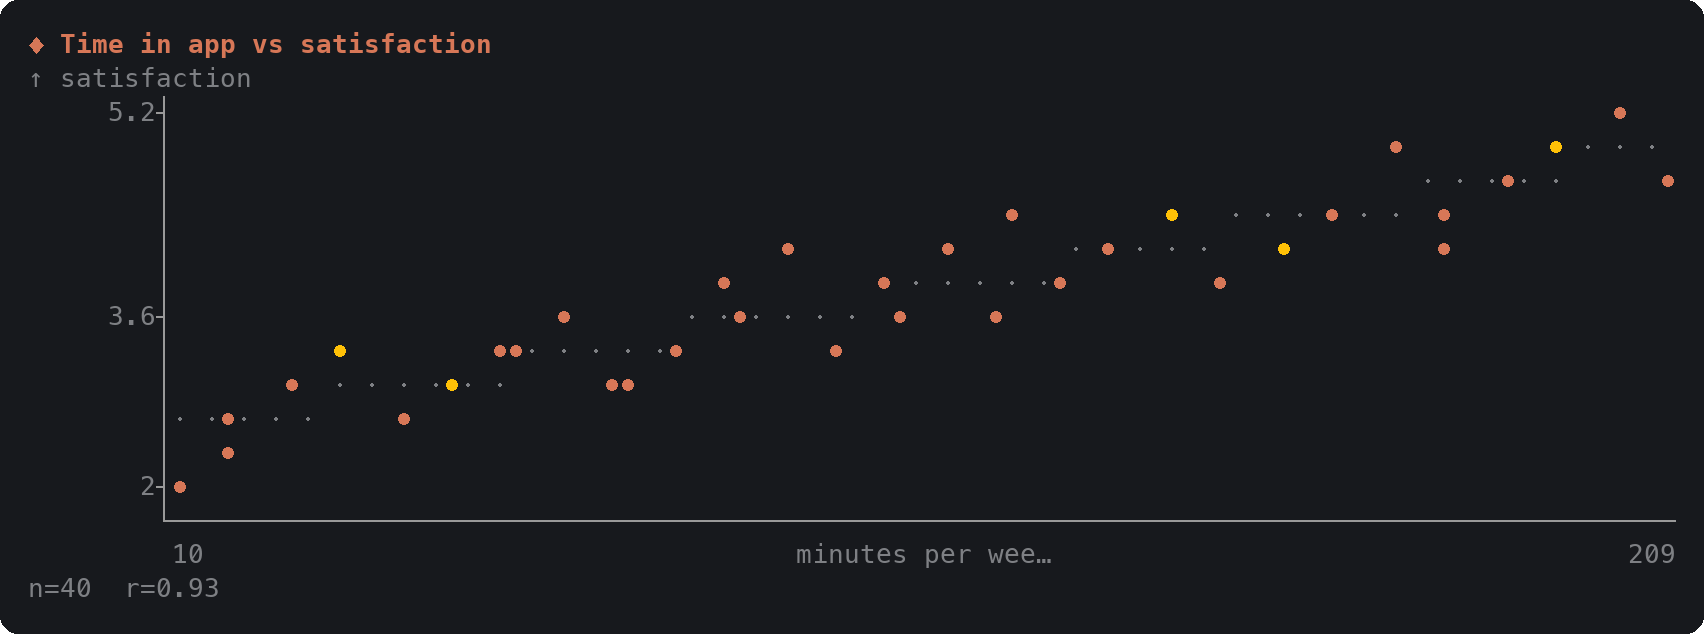 ♦ Time in app vs satisfaction
↑ satisfaction
5.2
3.6
2
10 minutes per wee… 209
n=40 r=0.93